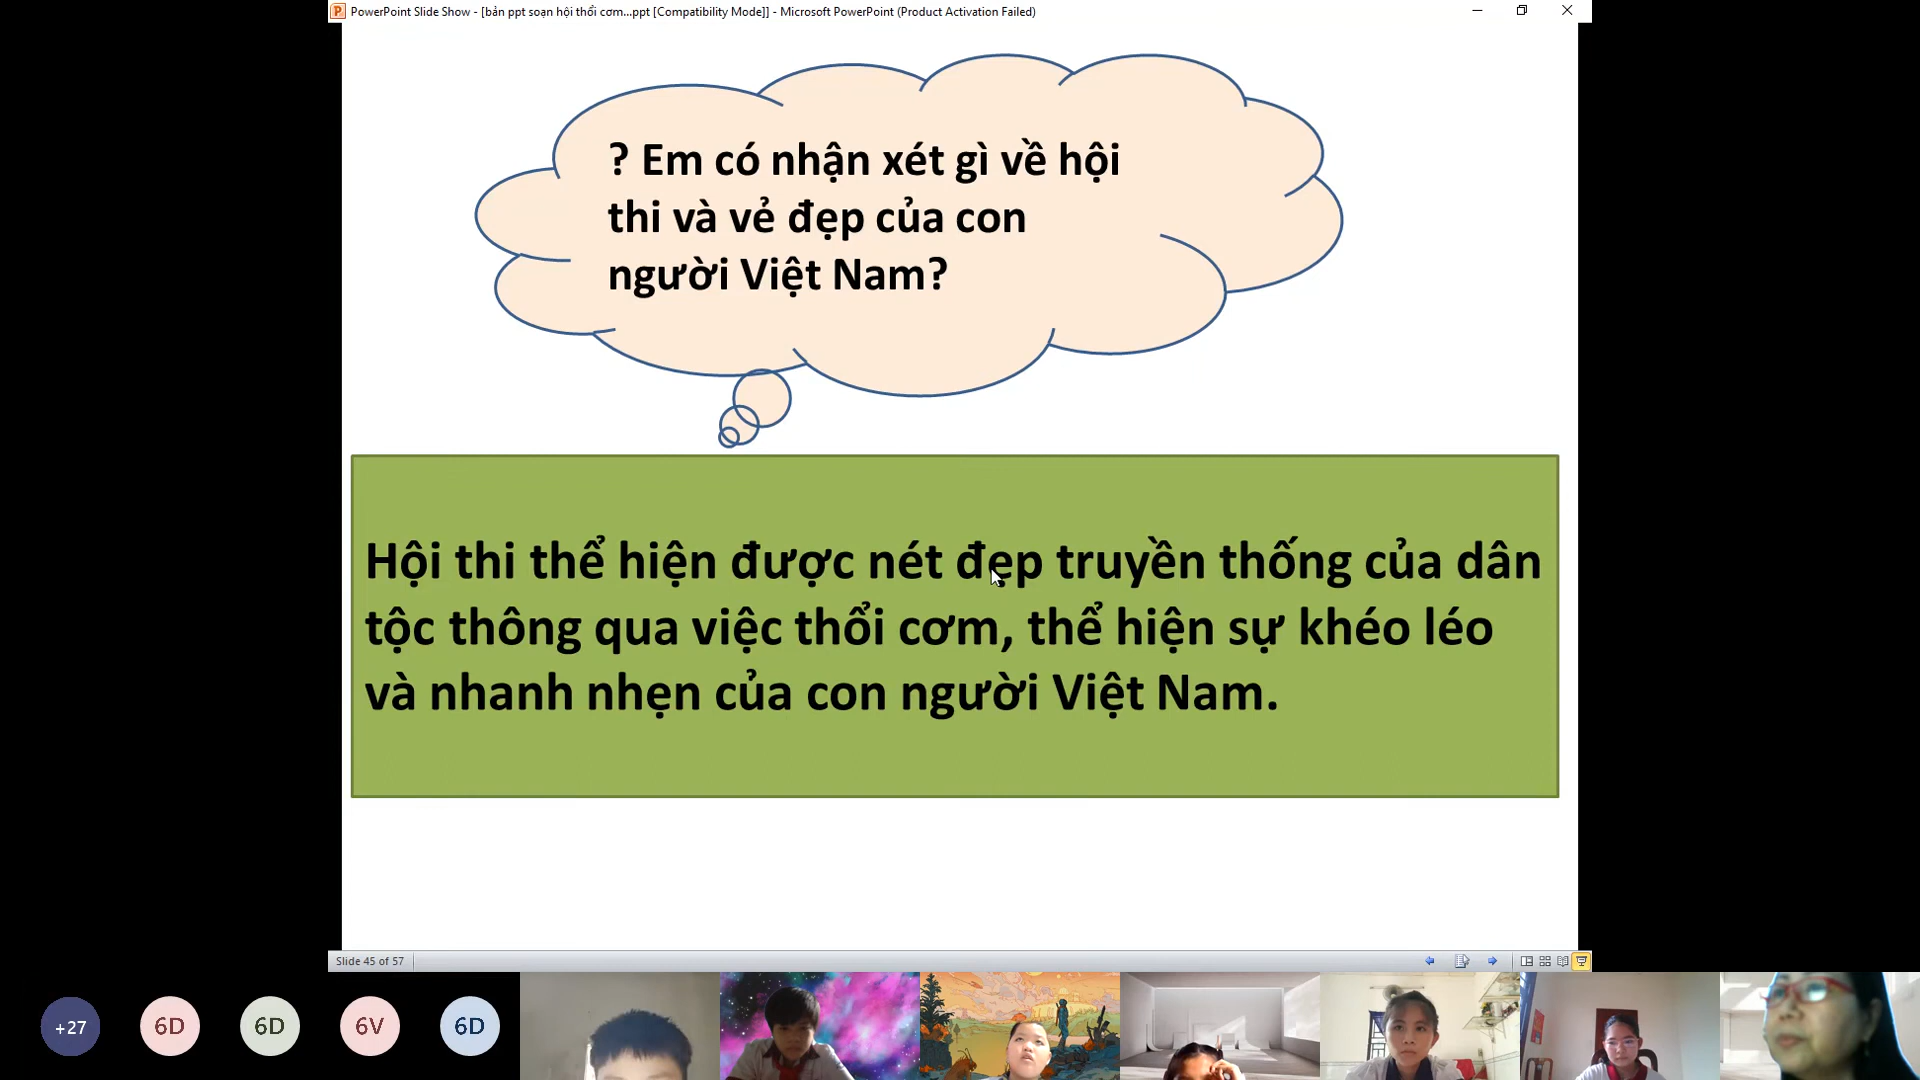 PowerPoint Slide Show - [bản ppt soạn hội thổi cơm...ppt [Compatibility Mode]] - Microsoft PowerPoint (Product Activation Failed)
? Em có nhận xét gì về hội
thi và vẻ đẹp của con
người Việt Nam?
Hội thi thể hiện được nét đẹp truyền thống của dân
tộc thông qua việc thổi cơm, thể hiện sự khéo léo
và nhanh nhẹn của con người Việt Nam.
Slide 45 of 57
+27
6D
6D
6V
6D